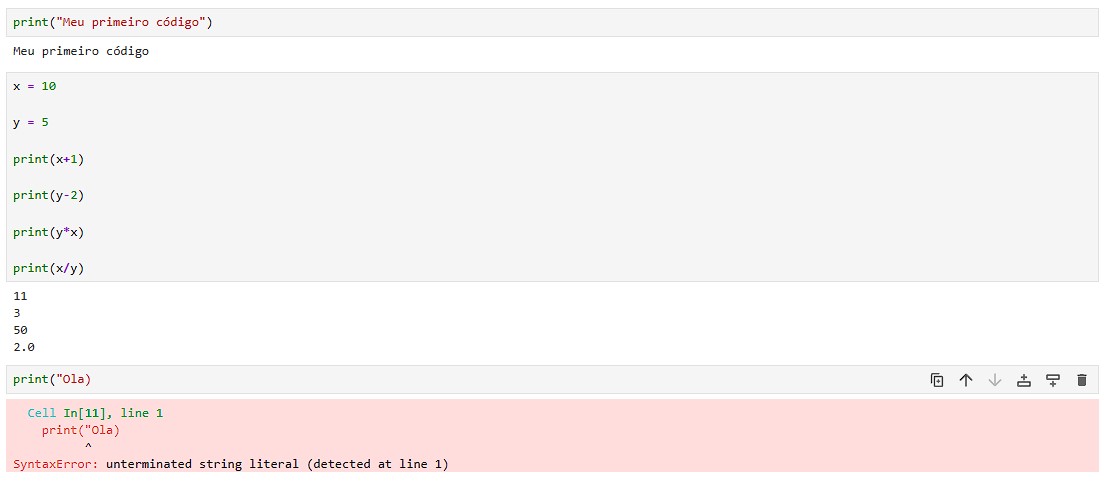 print("Meu primeiro código")
Meu primeiro código
x = 10
y = 5
print(x+1)
print(y-2)
print(y*x)
print(x/y)
11
3
50
2.0
print("Ola)
Cell In[11], line 1
print("Ola)
^
SyntaxError: unterminated string literal (detected at line 1)